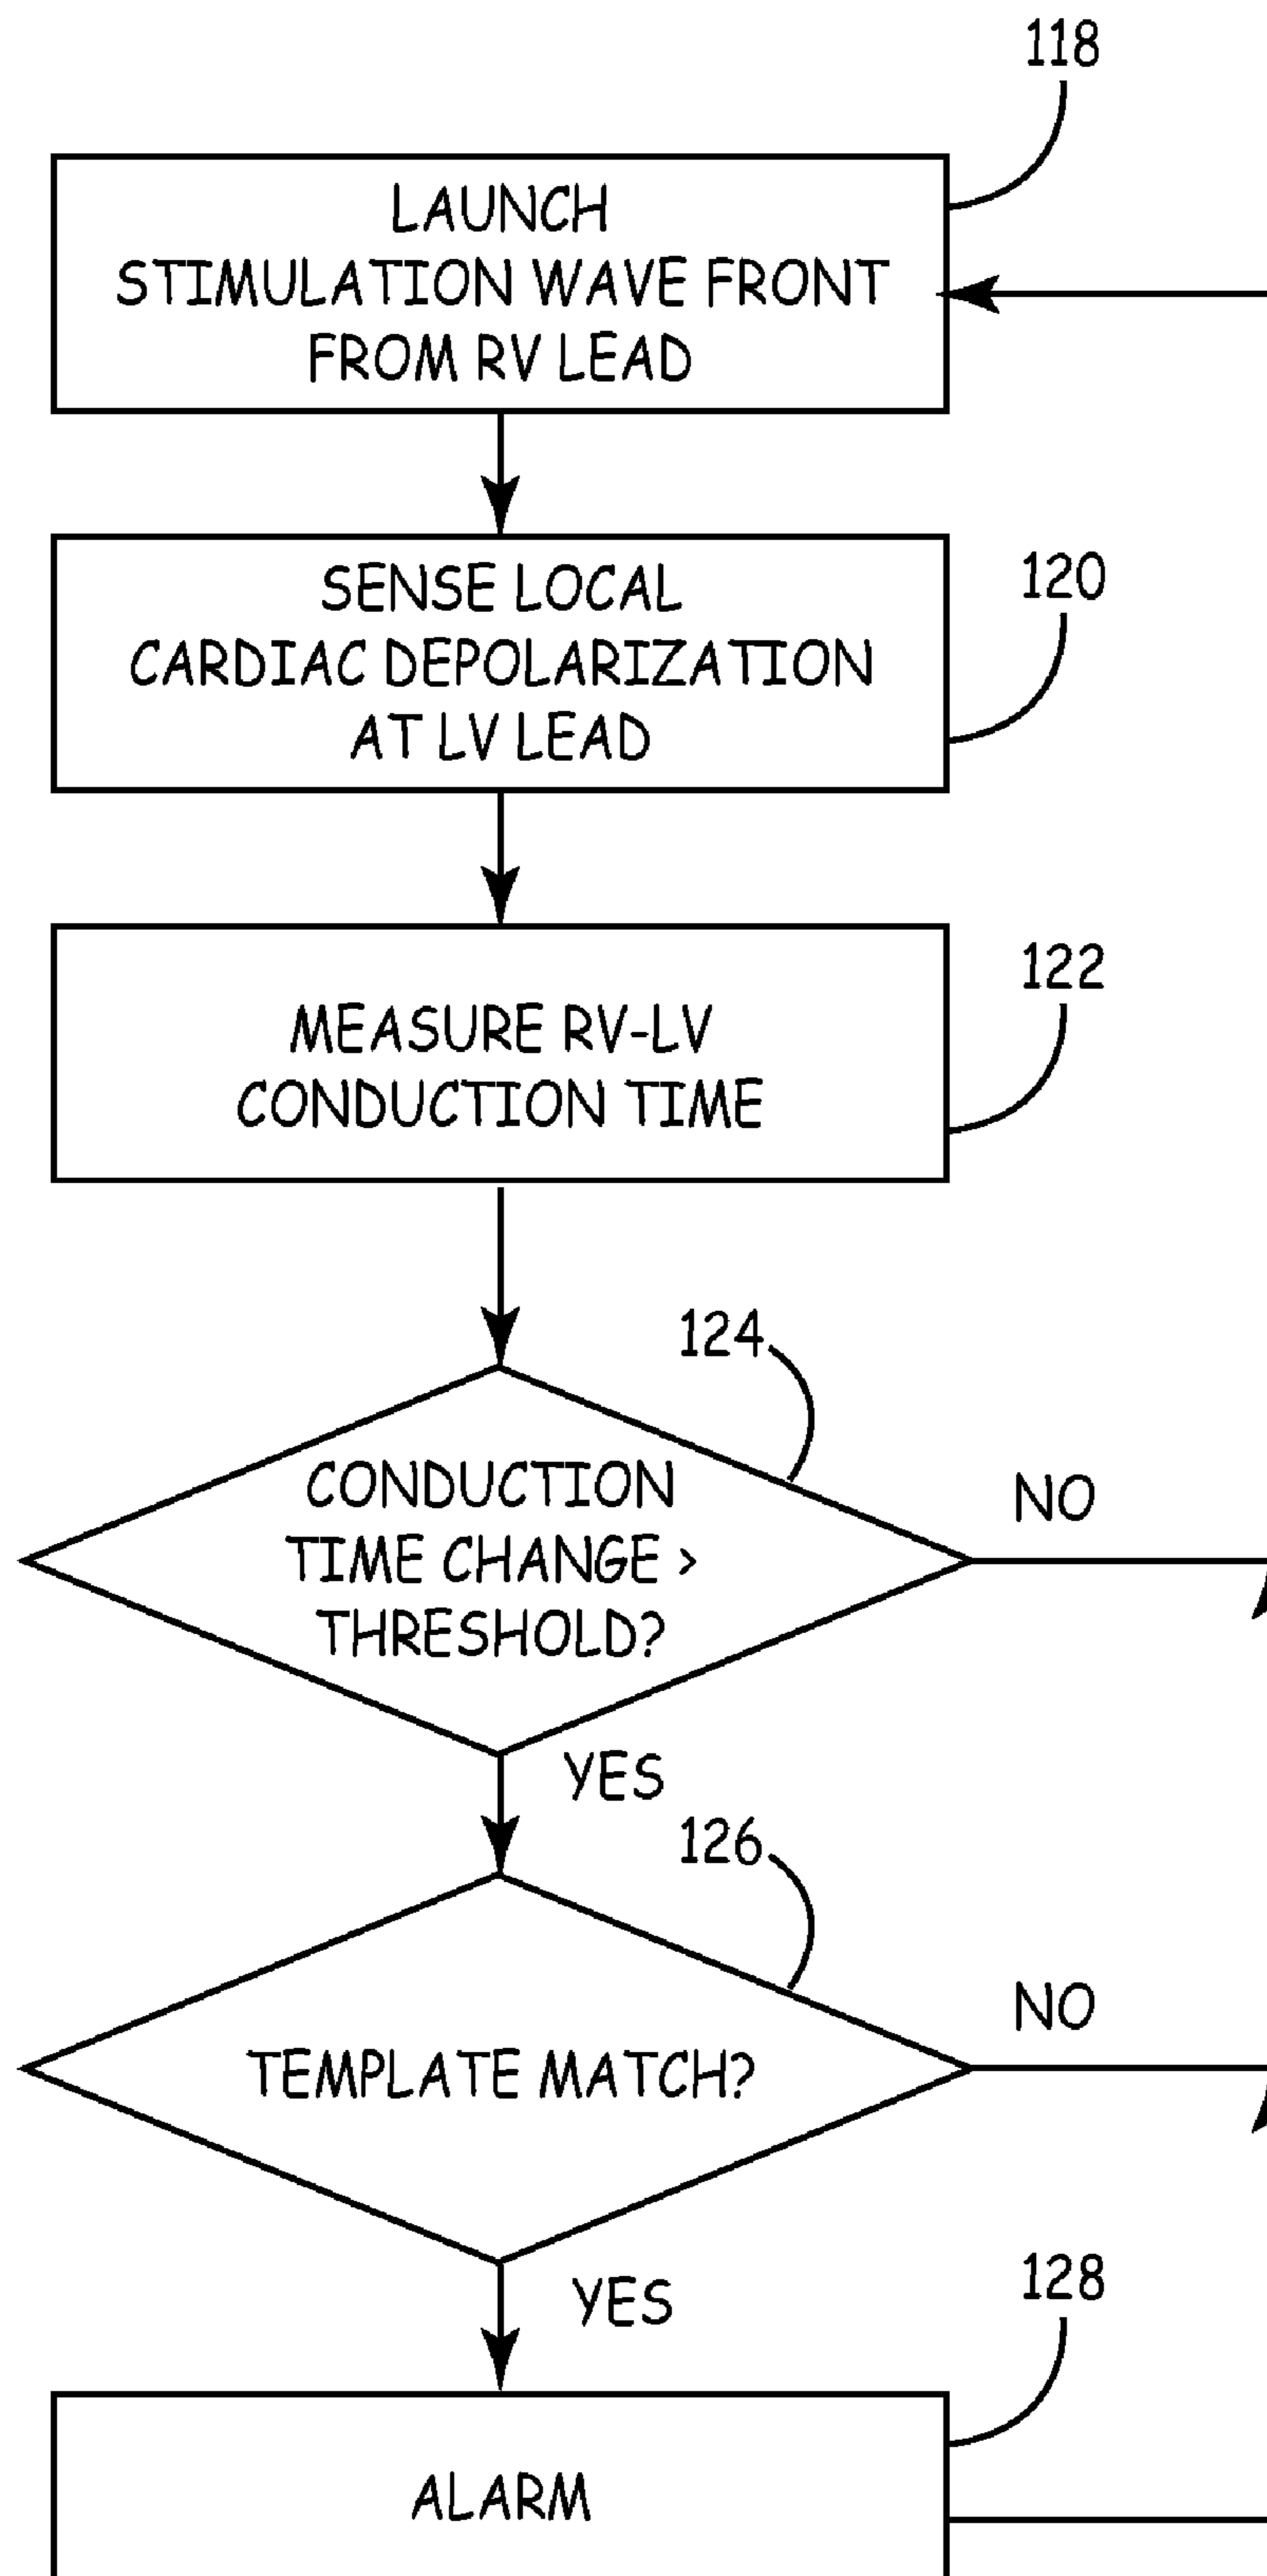 118
LAUNCH
STIMULATION WAVE FRONT
FROM RV LEAD
120
SENSE LOCAL
CARDIAC DEPOLARIZATION
AT LV LEAD
122
MEASURE RV-LV
CONDUCTION TIME
124
CONDUCTION
TIME CHANGE >
THRESHOLD?
NO
YES
126
TEMPLATE MATCH?
NO
YES
128
ALARM